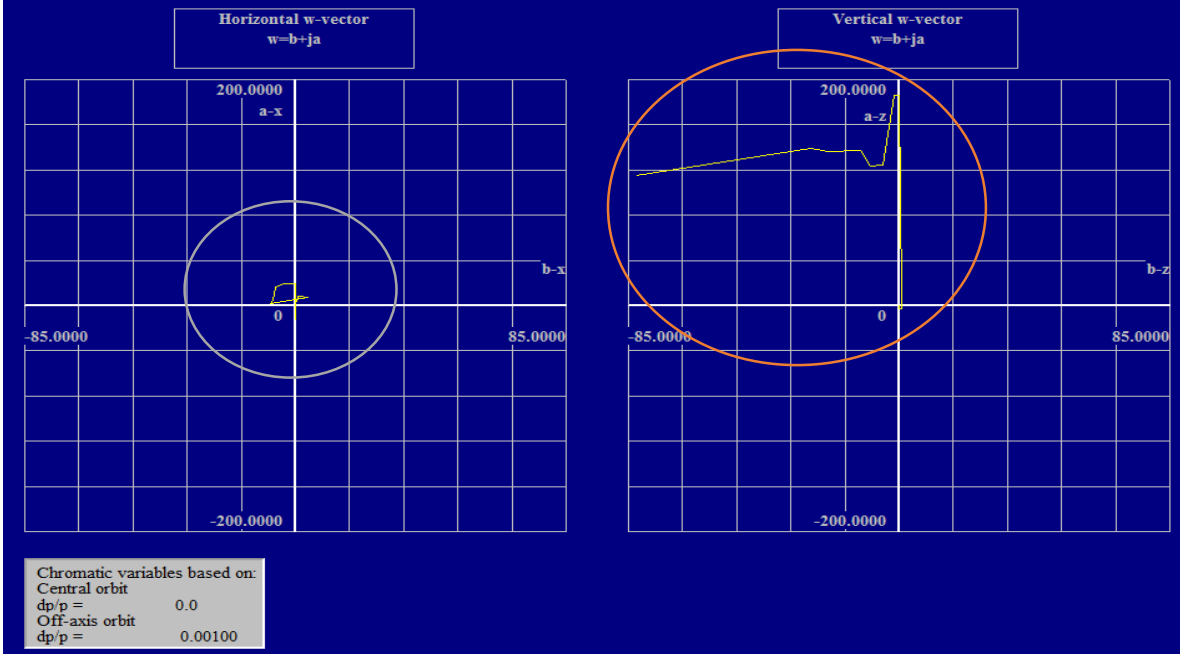 Horizontal w-vector
w=b+ja
200.0000
a-x
b-x
0
-85.0000
85.0000
-200.0000
Vertical w-vector
w=b+ja
200.0000
a-z
b-z
0
-85.0000
85.0000
-200.0000
Chromatic variables based on:
Central orbit
dp/p = 0.0
Off-axis orbit
dp/p = 0.00100